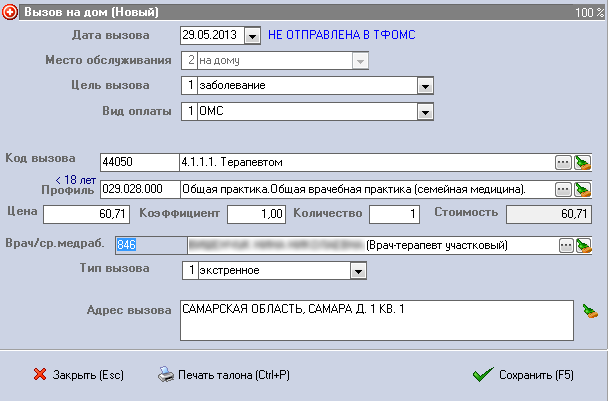 Вызов на дом (Новый) 100 %
Дата вызова 29.05.2013 НЕ ОТПРАВЛЕНА В ТФОМС
Место обслуживания 2 на дому
Цель вызова 1 заболевание
Вид оплаты 1 ОМС
Код вызова 44050 4.1.1.1. Терапевтом
< 18 лет
Профиль 029.028.000 Общая практика.Общая врачебная практика (семейная медицина).
Цена 60,71 Коэффициент 1,00 Количество 1 Стоимость 60,71
Врач/ср.медраб. 846 (Врач-терапевт участковый)
Тип вызова 1 экстренное
Адрес вызова САМАРСКАЯ ОБЛАСТЬ, САМАРА Д. 1 КВ. 1
Закрыть (Esc) Печать талона (Ctrl+P) Сохранить (F5)